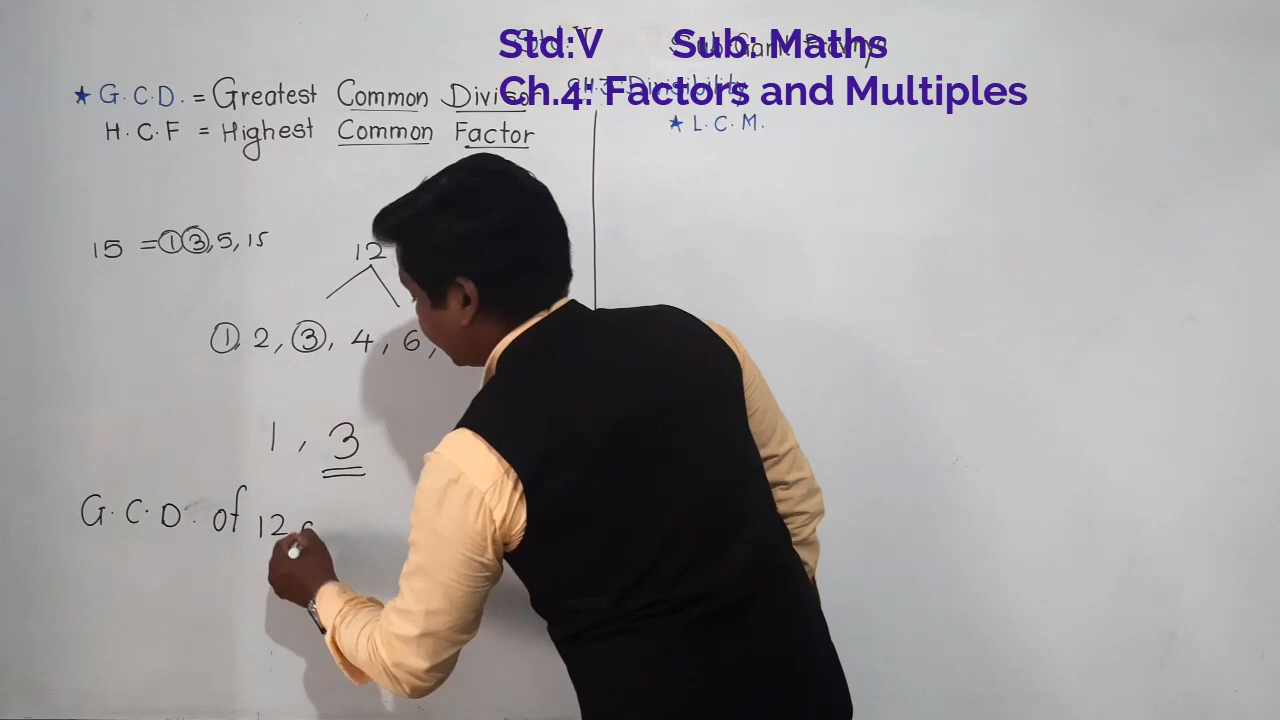 Std:V Sub: Maths
Ch.4: Factors and Multiples
★ G.C.D. = Greatest Common Diviso
H.C.F = Highest Common Factor
★ L.C.M.
15 = 1 3, 5, 15
12
1, 2, 3, 4, 6,
1, 3
G.C.D. of 12